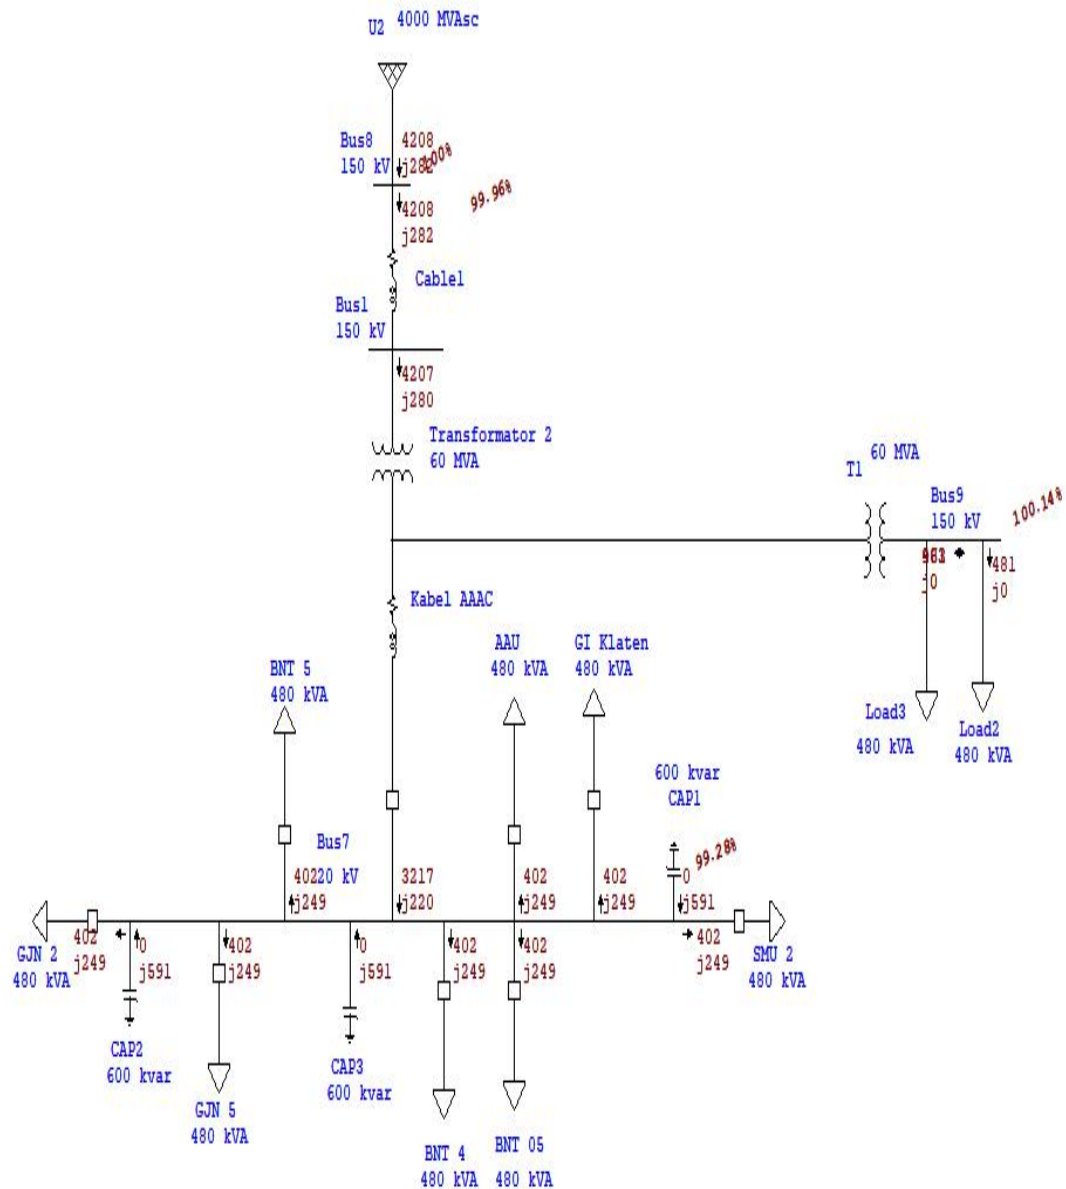 U2 4000 MVAsc
Bus8
150 kV
4208
j282
100%
99.96%
4208
j282
Cable1
Bus1
150 kV
4207
j280
Transformator 2
60 MVA
T1
60 MVA
Bus9
150 kV
100.14%
j0
481
j0
Kabel AAAC
BNT 5
480 kVA
AAU
480 kVA
GI Klaten
480 kVA
Load3
480 kVA
Load2
480 kVA
600 kvar
CAP1
Bus7
20 kV
402
j249
3217
j220
402
j249
402
j249
99.28%
0
j591
GJN 2
480 kVA
402
j249
0
j591
402
j249
0
j591
402
j249
402
j249
402
j249
SMU 2
480 kVA
CAP2
600 kvar
GJN 5
480 kVA
CAP3
600 kvar
BNT 4
480 kVA
BNT 05
480 kVA